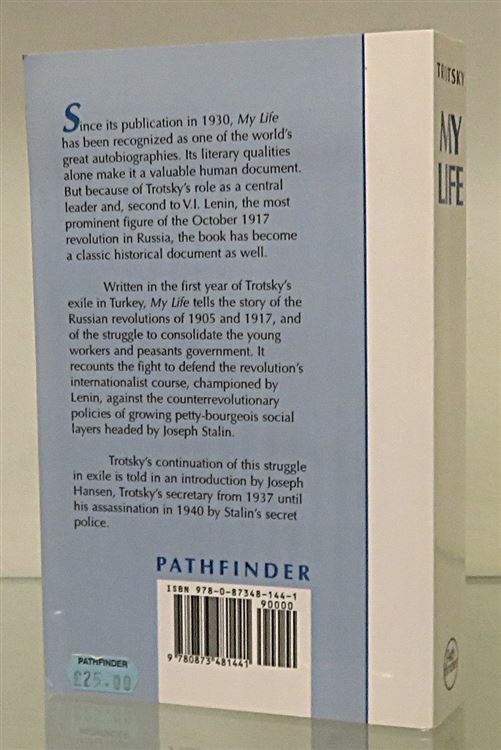 Since its publication in 1930, My Life
has been recognized as one of the world's
great autobiographies. Its literary qualities
alone make it a valuable human document.
But because of Trotsky's role as a central
leader and, second to V.I. Lenin, the most
prominent figure of the October 1917
revolution in Russia, the book has become
a classic historical document as well.
Written in the first year of Trotsky's
exile in Turkey, My Life tells the story of the
Russian revolutions of 1905 and 1917, and
of the struggle to consolidate the young
workers and peasants government. It
recounts the fight to defend the revolution's
internationalist course, championed by
Lenin, against the counterrevolutionary
policies of growing petty-bourgeois social
layers headed by Joseph Stalin.
Trotsky's continuation of this struggle
in exile is told in an introduction by Joseph
Hansen, Trotsky's secretary from 1937 until
his assassination in 1940 by Stalin's secret
police.
PATHFINDER
ISBN 978-0-87348-144-1
90000
9 780873 481441
PATHFINDER
£25.00
TROTSKY
MY
LIFE